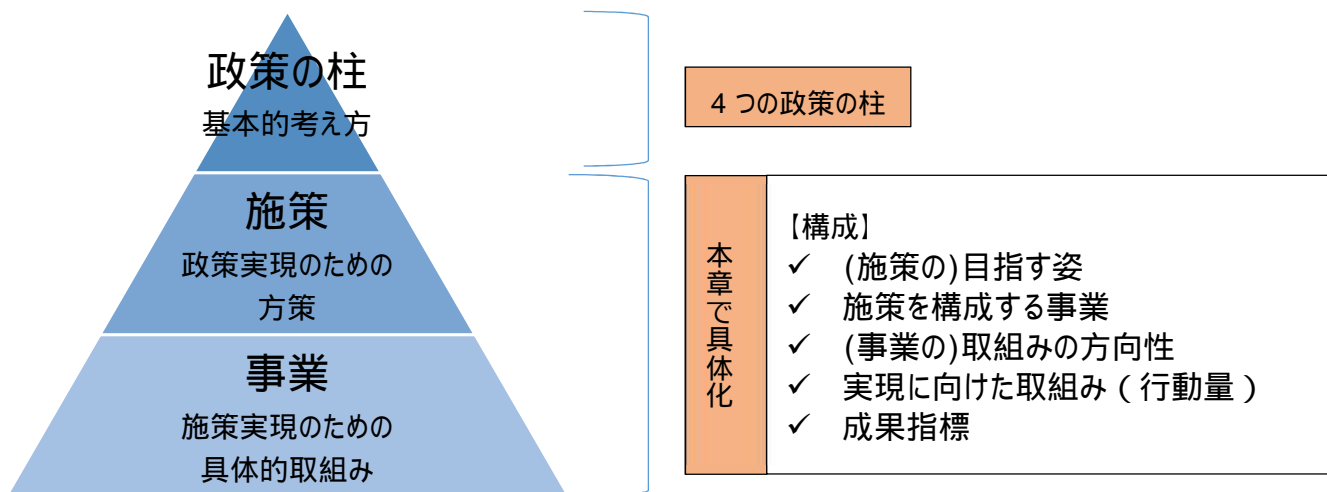 政策の柱
基本的考え方
施策
政策実現のための
方策
事業
施策実現のための
具体的取組み
4つの政策の柱
本章で具体化
【構成】
✓ (施策の)目指す姿
✓ 施策を構成する事業
✓ (事業の)取組みの方向性
✓ 実現に向けた取組み(行動量)
✓ 成果指標